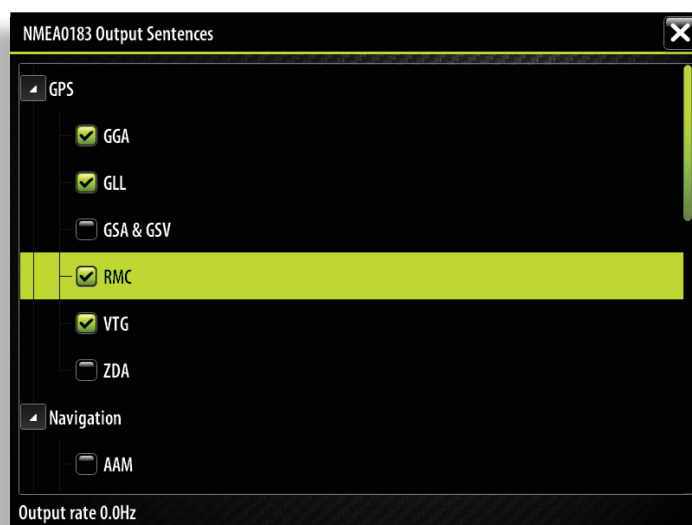 NMEA0183 Output Sentences
GPS
GGA
GLL
GSA & GSV
RMC
VTG
ZDA
Navigation
AAM
Output rate 0.0Hz